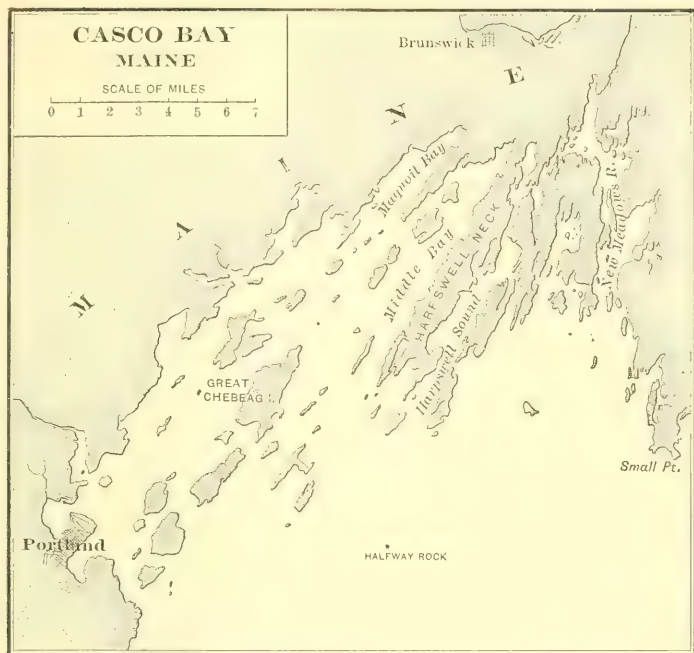 CASCO BAY
MAINE
SCALE OF MILES
0 1 2 3 4 5 6 7
Brunswick
M A I N E
Maquoit Bay
Middle Bay
HARPSWELL NECK
Harpswell Sound
New Meadows R.
GREAT
CHEBEAG I.
Small Pt.
Portland
HALFWAY ROCK